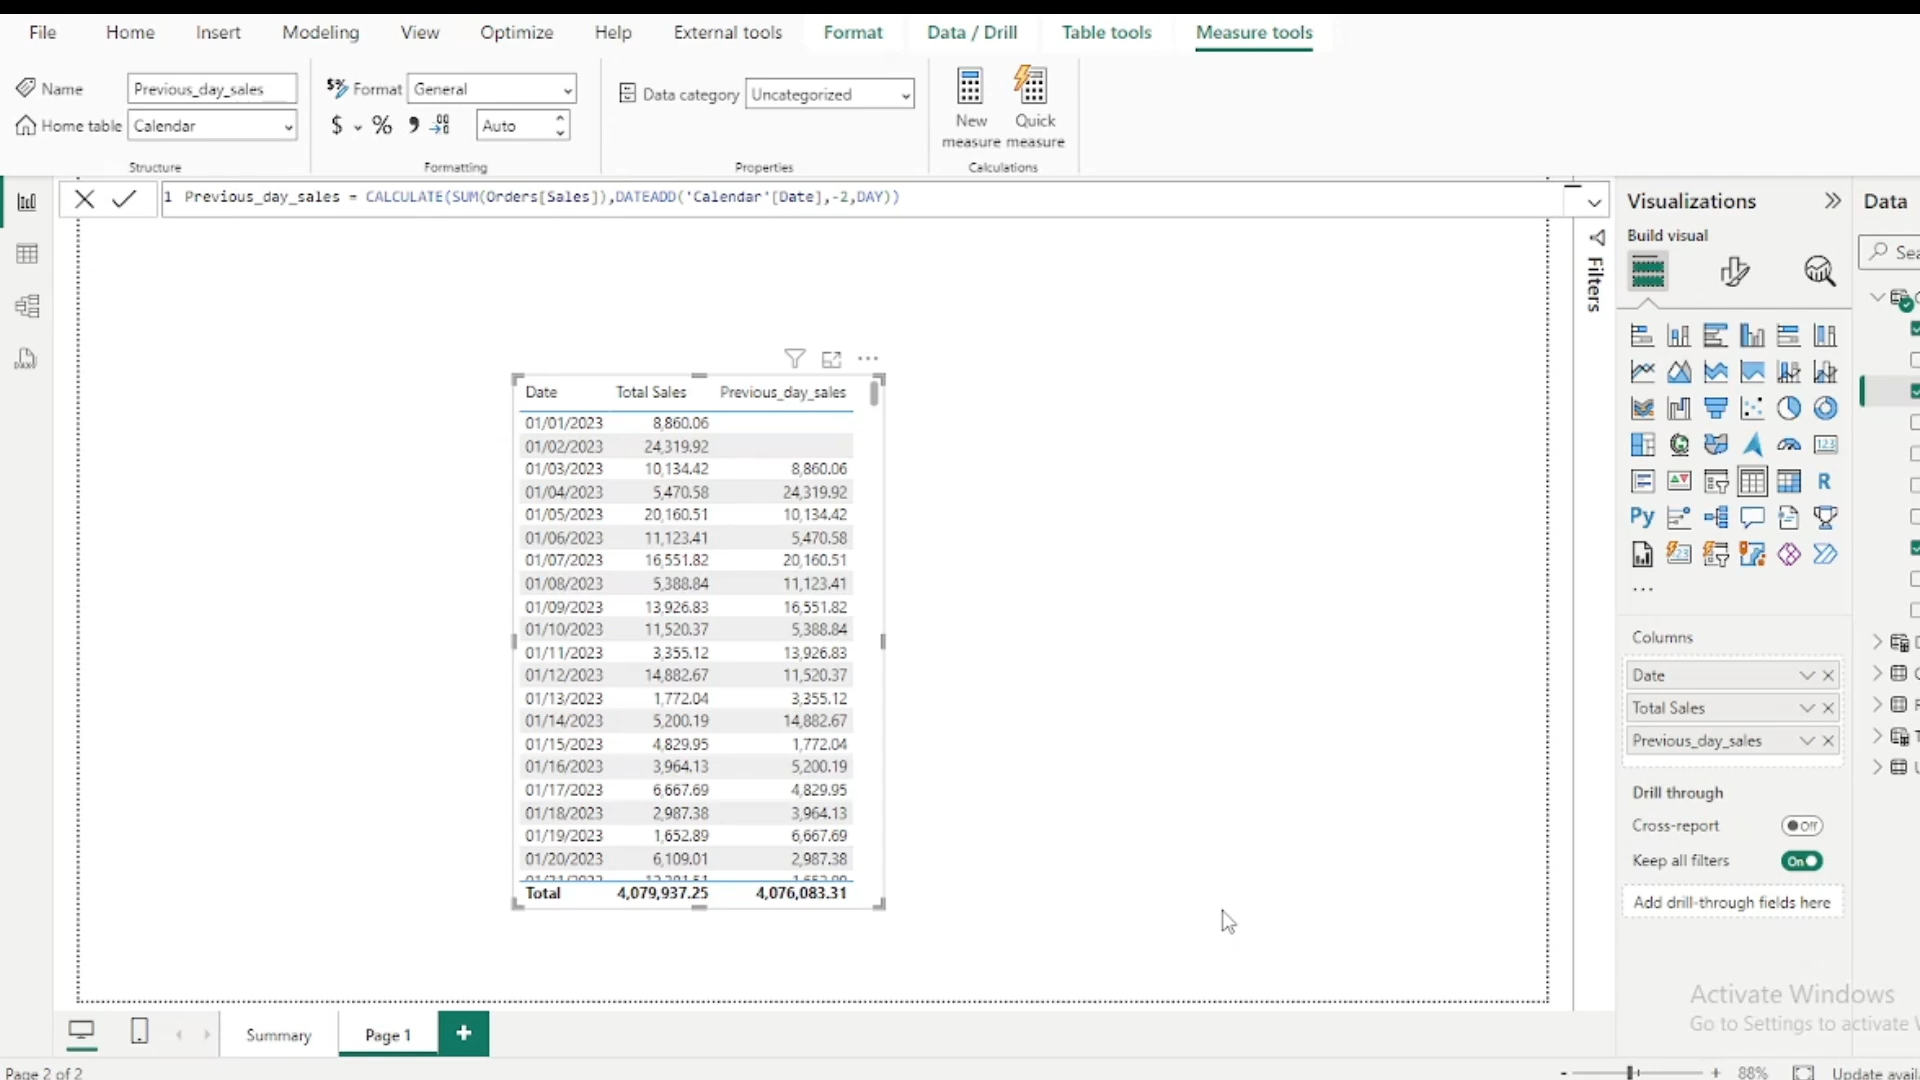 File Home Insert Modeling View Optimize Help External tools Format Data / Drill Table tools Measure tools
Name Previous_day_sales
Home table Calendar
Structure
Format General
$ % Auto
Formatting
Data category Uncategorized
Properties
New measure
Quick measure
Calculations
1 Previous_day_sales = CALCULATE(SUM(Orders[Sales]),DATEADD('Calendar'[Date],-2,DAY))
Date Total Sales Previous_day_sales
01/01/2023 8,860.06
01/02/2023 24,319.92
01/03/2023 10,134.42 8,860.06
01/04/2023 5,470.58 24,319.92
01/05/2023 20,160.51 10,134.42
01/06/2023 11,123.41 5,470.58
01/07/2023 16,551.82 20,160.51
01/08/2023 5,388.84 11,123.41
01/09/2023 13,926.83 16,551.82
01/10/2023 11,520.37 5,388.84
01/11/2023 3,355.12 13,926.83
01/12/2023 14,882.67 11,520.37
01/13/2023 1,772.04 3,355.12
01/14/2023 5,200.19 14,882.67
01/15/2023 4,829.95 1,772.04
01/16/2023 3,964.13 5,200.19
01/17/2023 6,667.69 4,829.95
01/18/2023 2,987.38 3,964.13
01/19/2023 1,652.89 6,667.69
01/20/2023 6,109.01 2,987.38
Total 4,079,937.25 4,076,083.31
Filters
Visualizations
Build visual
123
R
Py
Columns
Date
Total Sales
Previous_day_sales
Drill through
Cross-report Off
Keep all filters On
Add drill-through fields here
Data
Activate Windows
Go to Settings to activate
Summary Page 1
Page 2 of 2
- + 88% Update